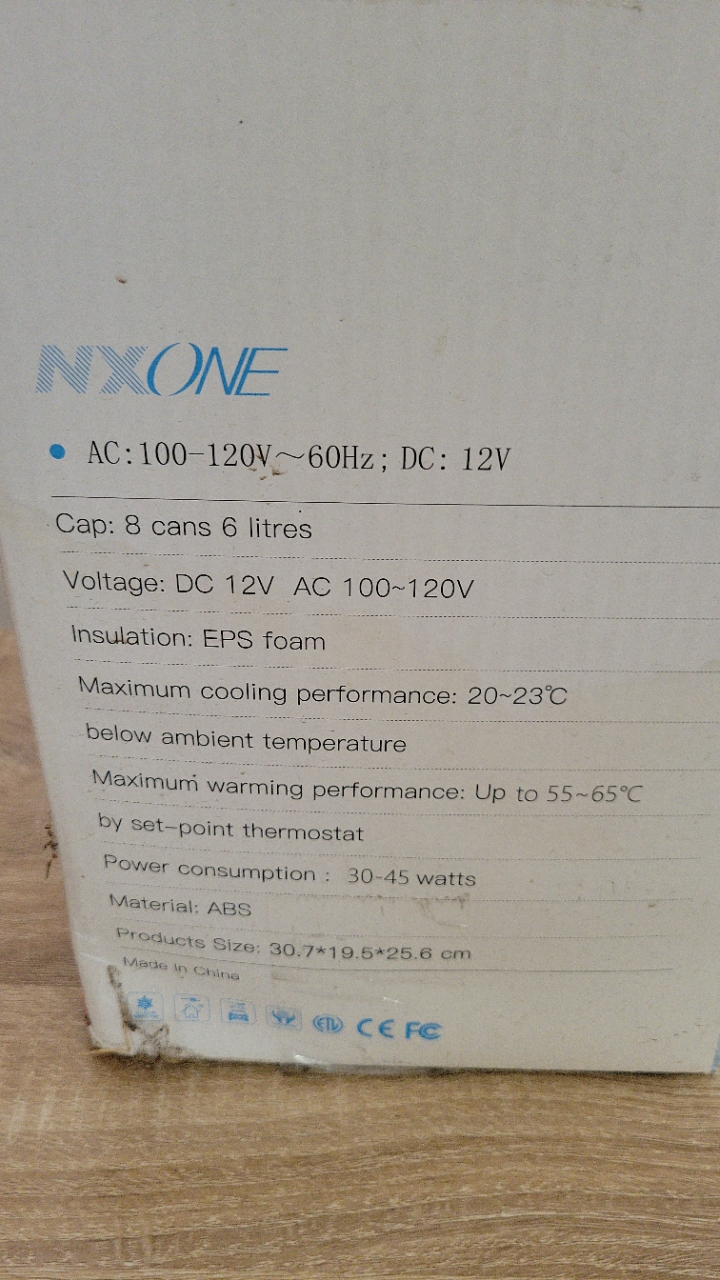 NXONE
AC:100-120V～60Hz; DC: 12V
Cap: 8 cans 6 litres
Voltage: DC 12V AC 100~120V
Insulation: EPS foam
Maximum cooling performance: 20~23℃
below ambient temperature
Maximum warming performance: Up to 55~65℃
by set-point thermostat
Power consumption : 30-45 watts
Material: ABS
Products Size: 30.7*19.5*25.6 cm
Made In China
ETL CE FC